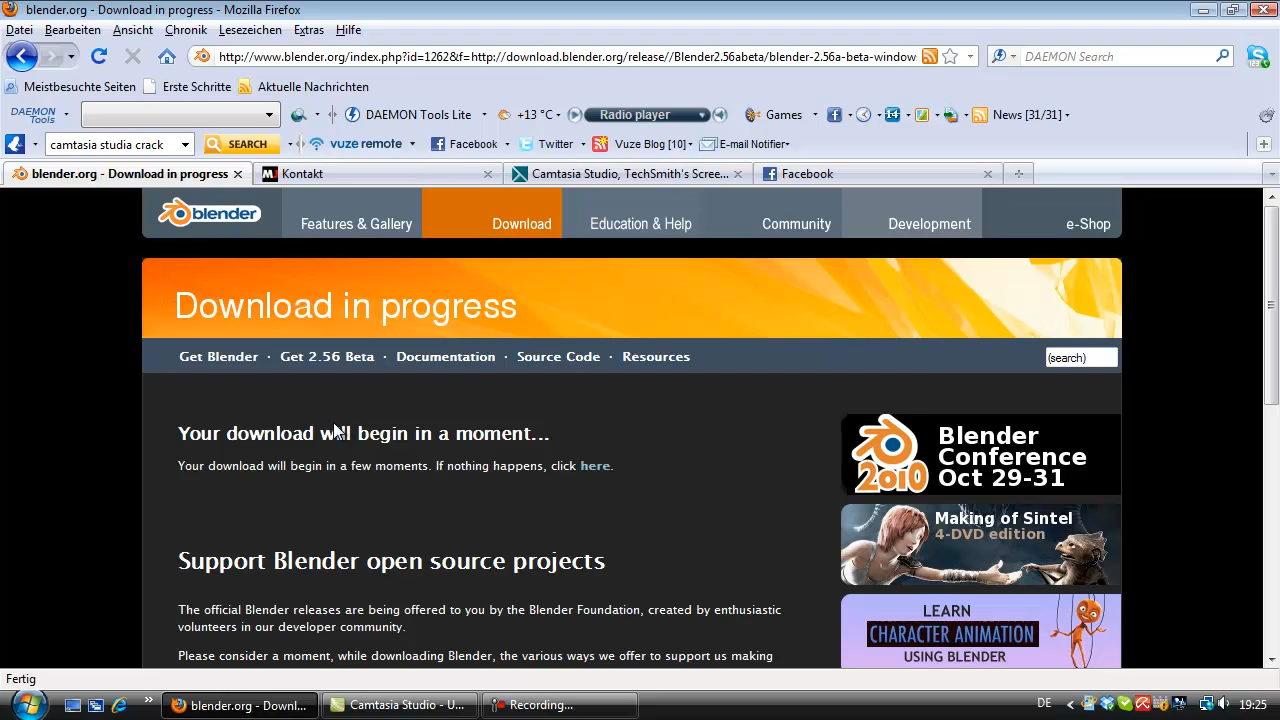 blender.org - Download in progress - Mozilla Firefox
Datei Bearbeiten Ansicht Chronik Lesezeichen Extras Hilfe
http://www.blender.org/index.php?id=1262&f=http://download.blender.org/release//Blender2.56abeta/blender-2.56a-beta-window
DAEMON Search
Meistbesuchte Seiten Erste Schritte Aktuelle Nachrichten
DAEMON Tools
DAEMON Tools Lite +13 °C Radio player Games 14 News [31/31]
camtasia studia crack SEARCH vuze remote Facebook Twitter Vuze Blog [10] E-mail Notifier
blender.org - Download in progress Kontakt Camtasia Studio, TechSmith's Scree... Facebook
blender Features & Gallery Download Education & Help Community Development e-Shop
Download in progress
Get Blender · Get 2.56 Beta · Documentation · Source Code · Resources (search)
Your download will begin in a moment...
Your download will begin in a few moments. If nothing happens, click here.
Blender
Conference
Oct 29-31
2010
Making of Sintel
4-DVD edition
Support Blender open source projects
The official Blender releases are being offered to you by the Blender Foundation, created by enthusiastic
volunteers in our developer community.
Please consider a moment, while downloading Blender, the various ways we offer to support us making
LEARN
CHARACTER ANIMATION
USING BLENDER
Fertig
blender.org - Downl... Camtasia Studio - U... Recording... DE 19:25